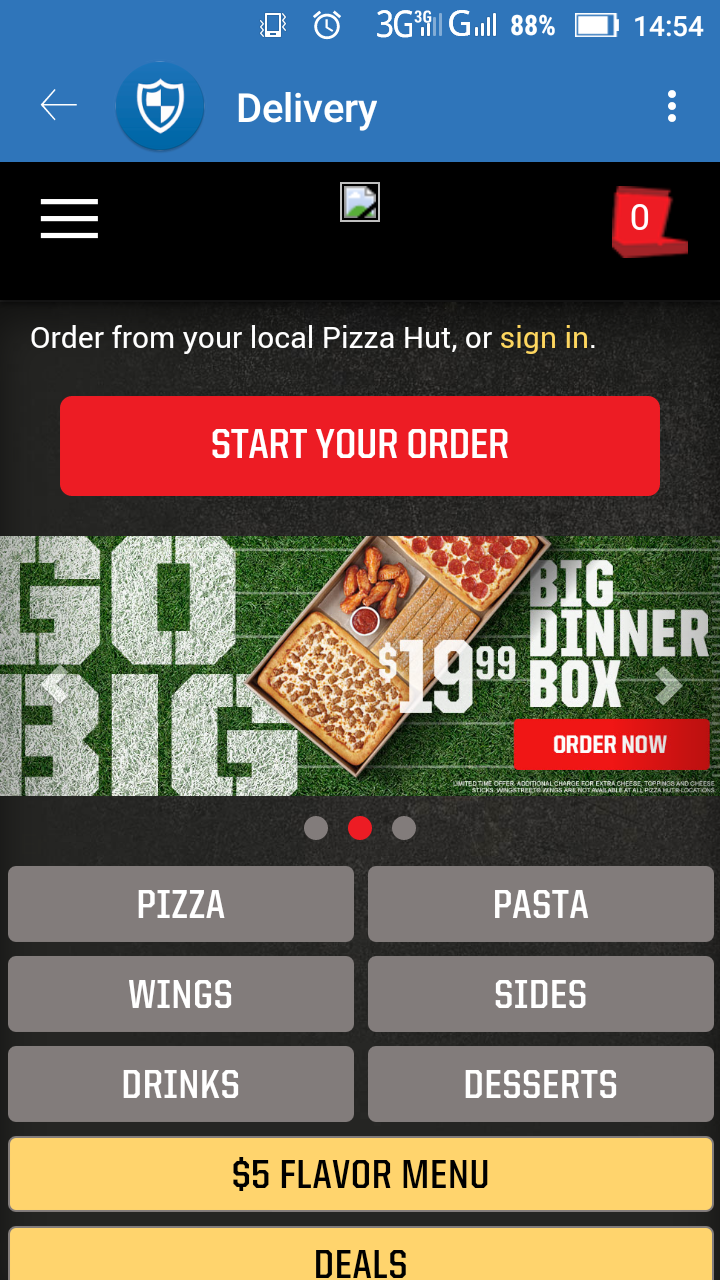 3G 3G G 88% 14:54
Delivery
0
Order from your local Pizza Hut, or sign in.
START YOUR ORDER
GO
BIG
$19.99
BIG
DINNER
BOX
ORDER NOW
LIMITED TIME OFFER. ADDITIONAL CHARGE FOR EXTRA CHEESE, TOPPINGS AND CHEESE
STICKS. WINGSTREET® WINGS ARE NOT AVAILABLE AT ALL PIZZA HUT® LOCATIONS.
PIZZA PASTA
WINGS SIDES
DRINKS DESSERTS
$5 FLAVOR MENU
DEALS